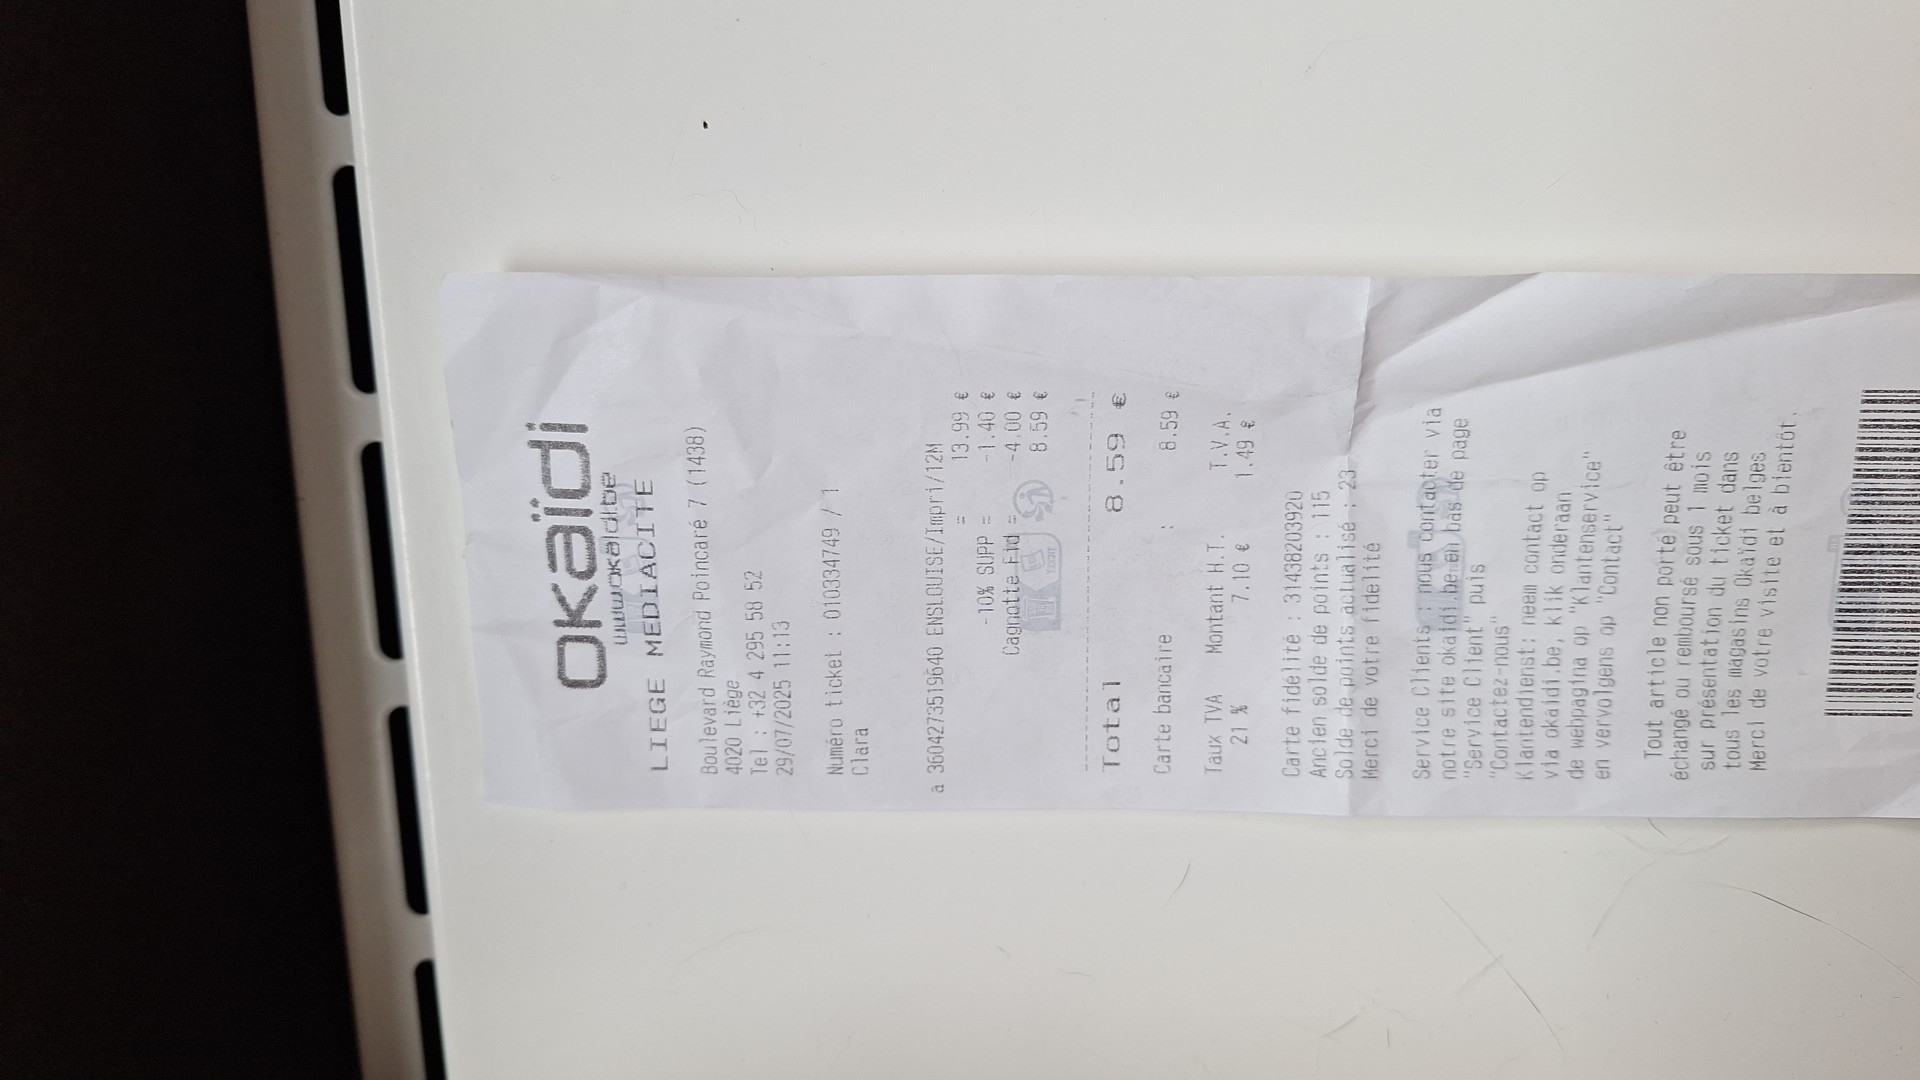 okaïdi
www.okaidi.be
LIEGE MEDIACITE
Boulevard Raymond Poincaré 7 (1438)
4020 Liège
Tel : +32 4 295 58 52
29/07/2025 11:13
Numéro ticket : 010334749 / 1
Clara
a 3604273519640 ENSLOUISE/Impri/12M
= 13.99 €
-10% SUPP = -1.40 €
Cagnotte Fid = -4.00 €
8.59 €
Total 8.59 €
Carte bancaire : 8.59 €
Taux TVA Montant H.T. T.V.A.
21 % 7.10 € 1.49 €
Carte fidélité : 31438203920
Ancien solde de points : 115
Solde de points actualisé : 23
Merci de votre fidelité
Service Clients : nous contacter via
notre site okaidi.be en bas de page
"Service Client" puis
"Contactez-nous"
Klantendienst: neem contact op
via okaidi.be, klik onderaan
de webpagina op "Klantenservice"
en vervolgens op "Contact"
Tout article non porté peut être
échangé ou remboursé sous 1 mois
sur présentation du ticket dans
tous les magasins Okaïdi belges
Merci de votre visite et à bientôt.